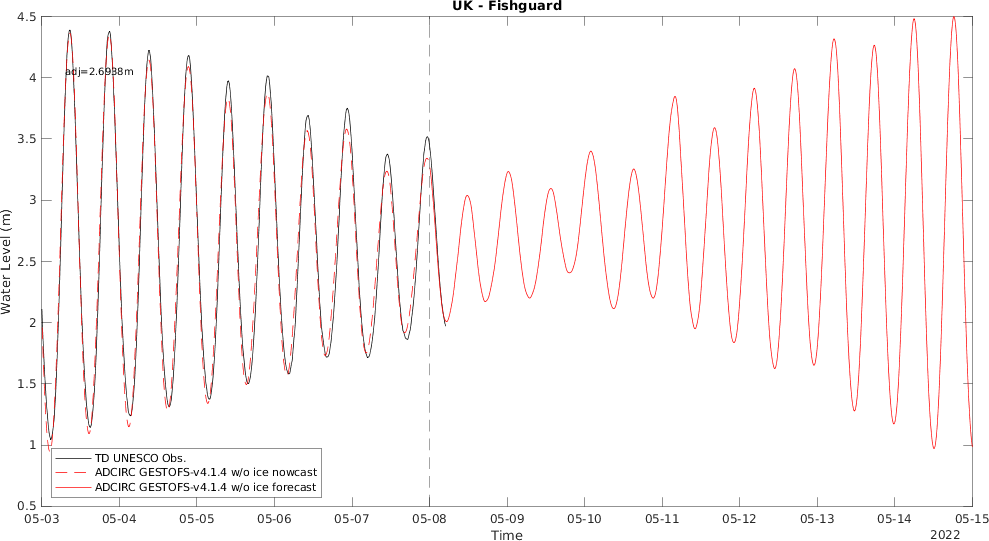 UK - Fishguard
4.5
4
3.5
3
2.5
2
1.5
1
0.5
Water Level (m)
adj=2.6938m
TD UNESCO Obs.
ADCIRC GESTOFS-v4.1.4 w/o ice nowcast
ADCIRC GESTOFS-v4.1.4 w/o ice forecast
05-03 05-04 05-05 05-06 05-07 05-08 05-09 05-10 05-11 05-12 05-13 05-14 05-15
Time
2022